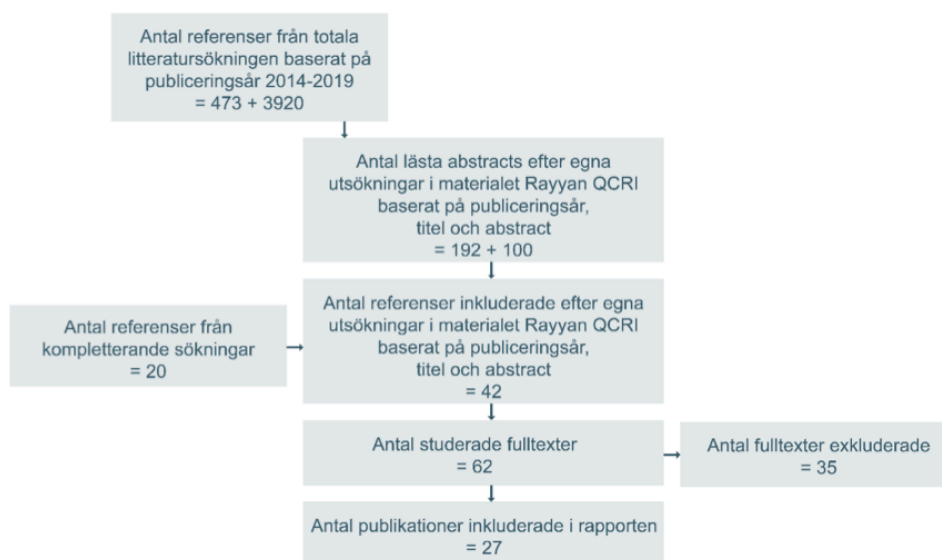 Antal referenser från totala
litteratursökningen baserat på
publiceringsår 2014-2019
= 473 + 3920
Antal lästa abstracts efter egna
utsökningar i materialet Rayyan QCRI
baserat på publiceringsår,
titel och abstract
= 192 + 100
Antal referenser från
kompletterande sökningar
= 20
Antal referenser inkluderade efter egna
utsökningar i materialet Rayyan QCRI
baserat på publiceringsår,
titel och abstract
= 42
Antal studerade fulltexter
= 62
Antal fulltexter exkluderade
= 35
Antal publikationer inkluderade i rapporten
= 27